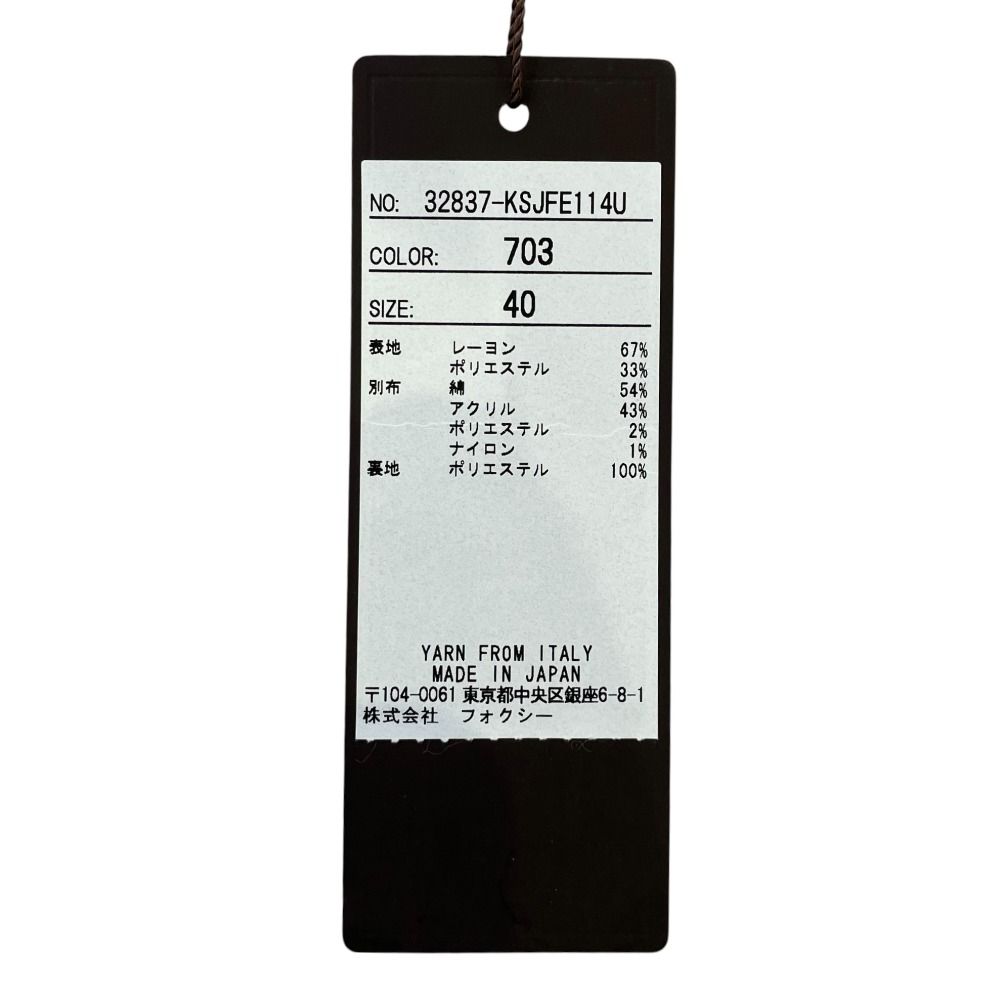 NO: 32837-KSJFE114U
COLOR: 703
SIZE: 40
表地 レーヨン 67%
ポリエステル 33%
別布 綿 54%
アクリル 43%
ポリエステル 2%
ナイロン 1%
裏地 ポリエステル 100%
YARN FROM ITALY
MADE IN JAPAN
〒104-0061 東京都中央区銀座6-8-1
株式会社 フォクシー